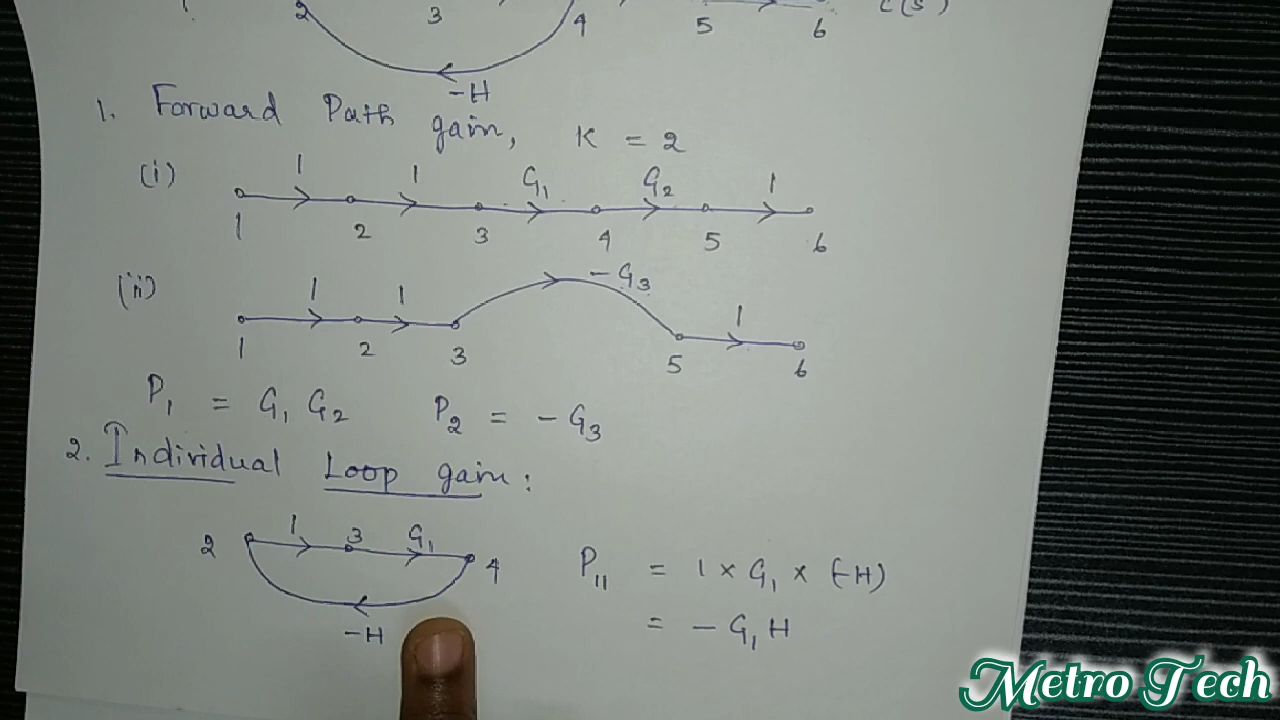 1 2 3 4 5 6 C(S)
-H
1. Forward Path gain, K = 2
(i) 1 1 G₁ G₂ 1
1 2 3 4 5 6
(ii) 1 1 -G₃ 1
1 2 3 5 6
P₁ = G₁ G₂ P₂ = - G₃
2. Individual Loop gain:
2 1 3 G₁ 4
-H
P₁₁ = 1 × G₁ × (-H)
= - G₁ H
Metro Tech